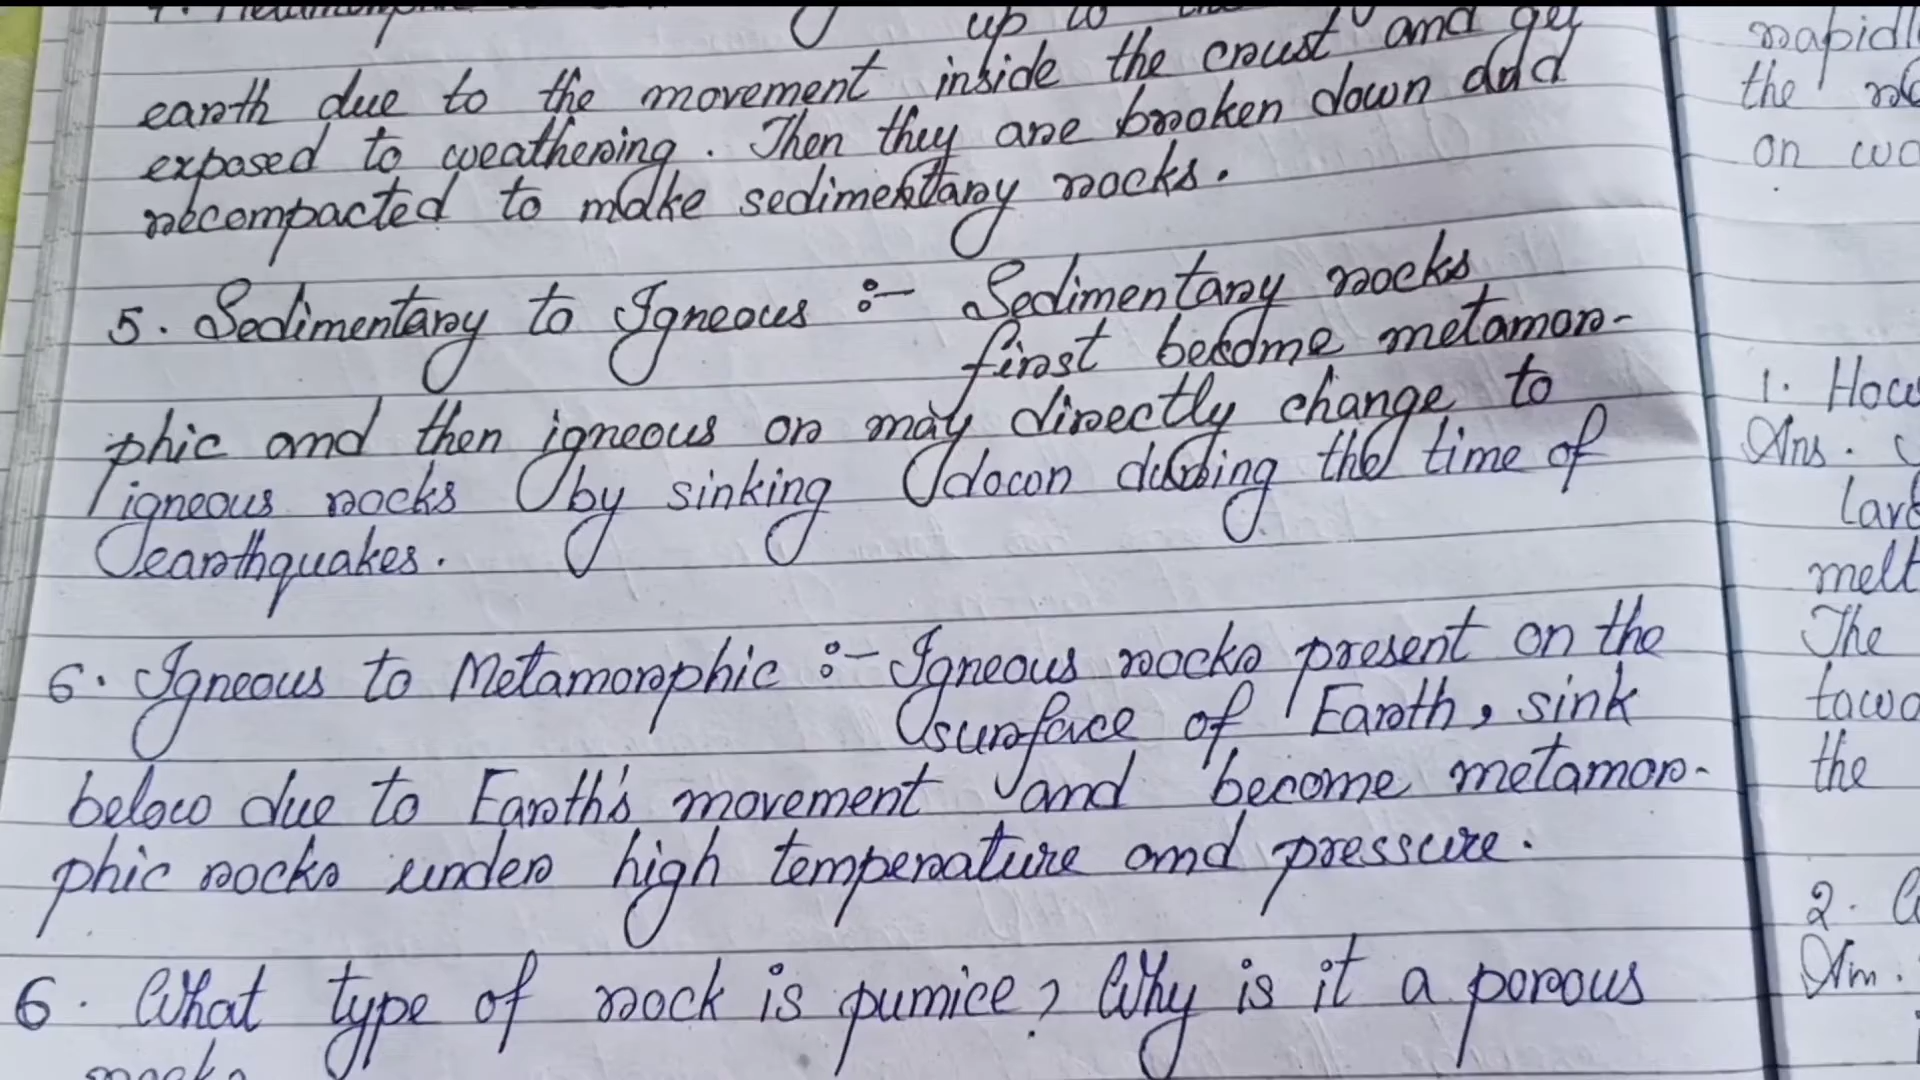 up to
earth due to the movement inside the crust and get
exposed to weathering. Then they are broken down and
recompacted to make sedimentary rocks.
5. Sedimentary to Igneous :- Sedimentary rocks
first become metamor-
phic and then igneous or may directly change to
igneous rocks by sinking down during the time of
earthquakes.
6. Igneous to Metamorphic :- Igneous rocks present on the
surface of Earth, sink
below due to Earth's movement and become metamor-
phic rocks under high temperature and pressure.
6. What type of rock is pumice? Why is it a porous
the
on
1. How
Ans.
melt
The
the
2.